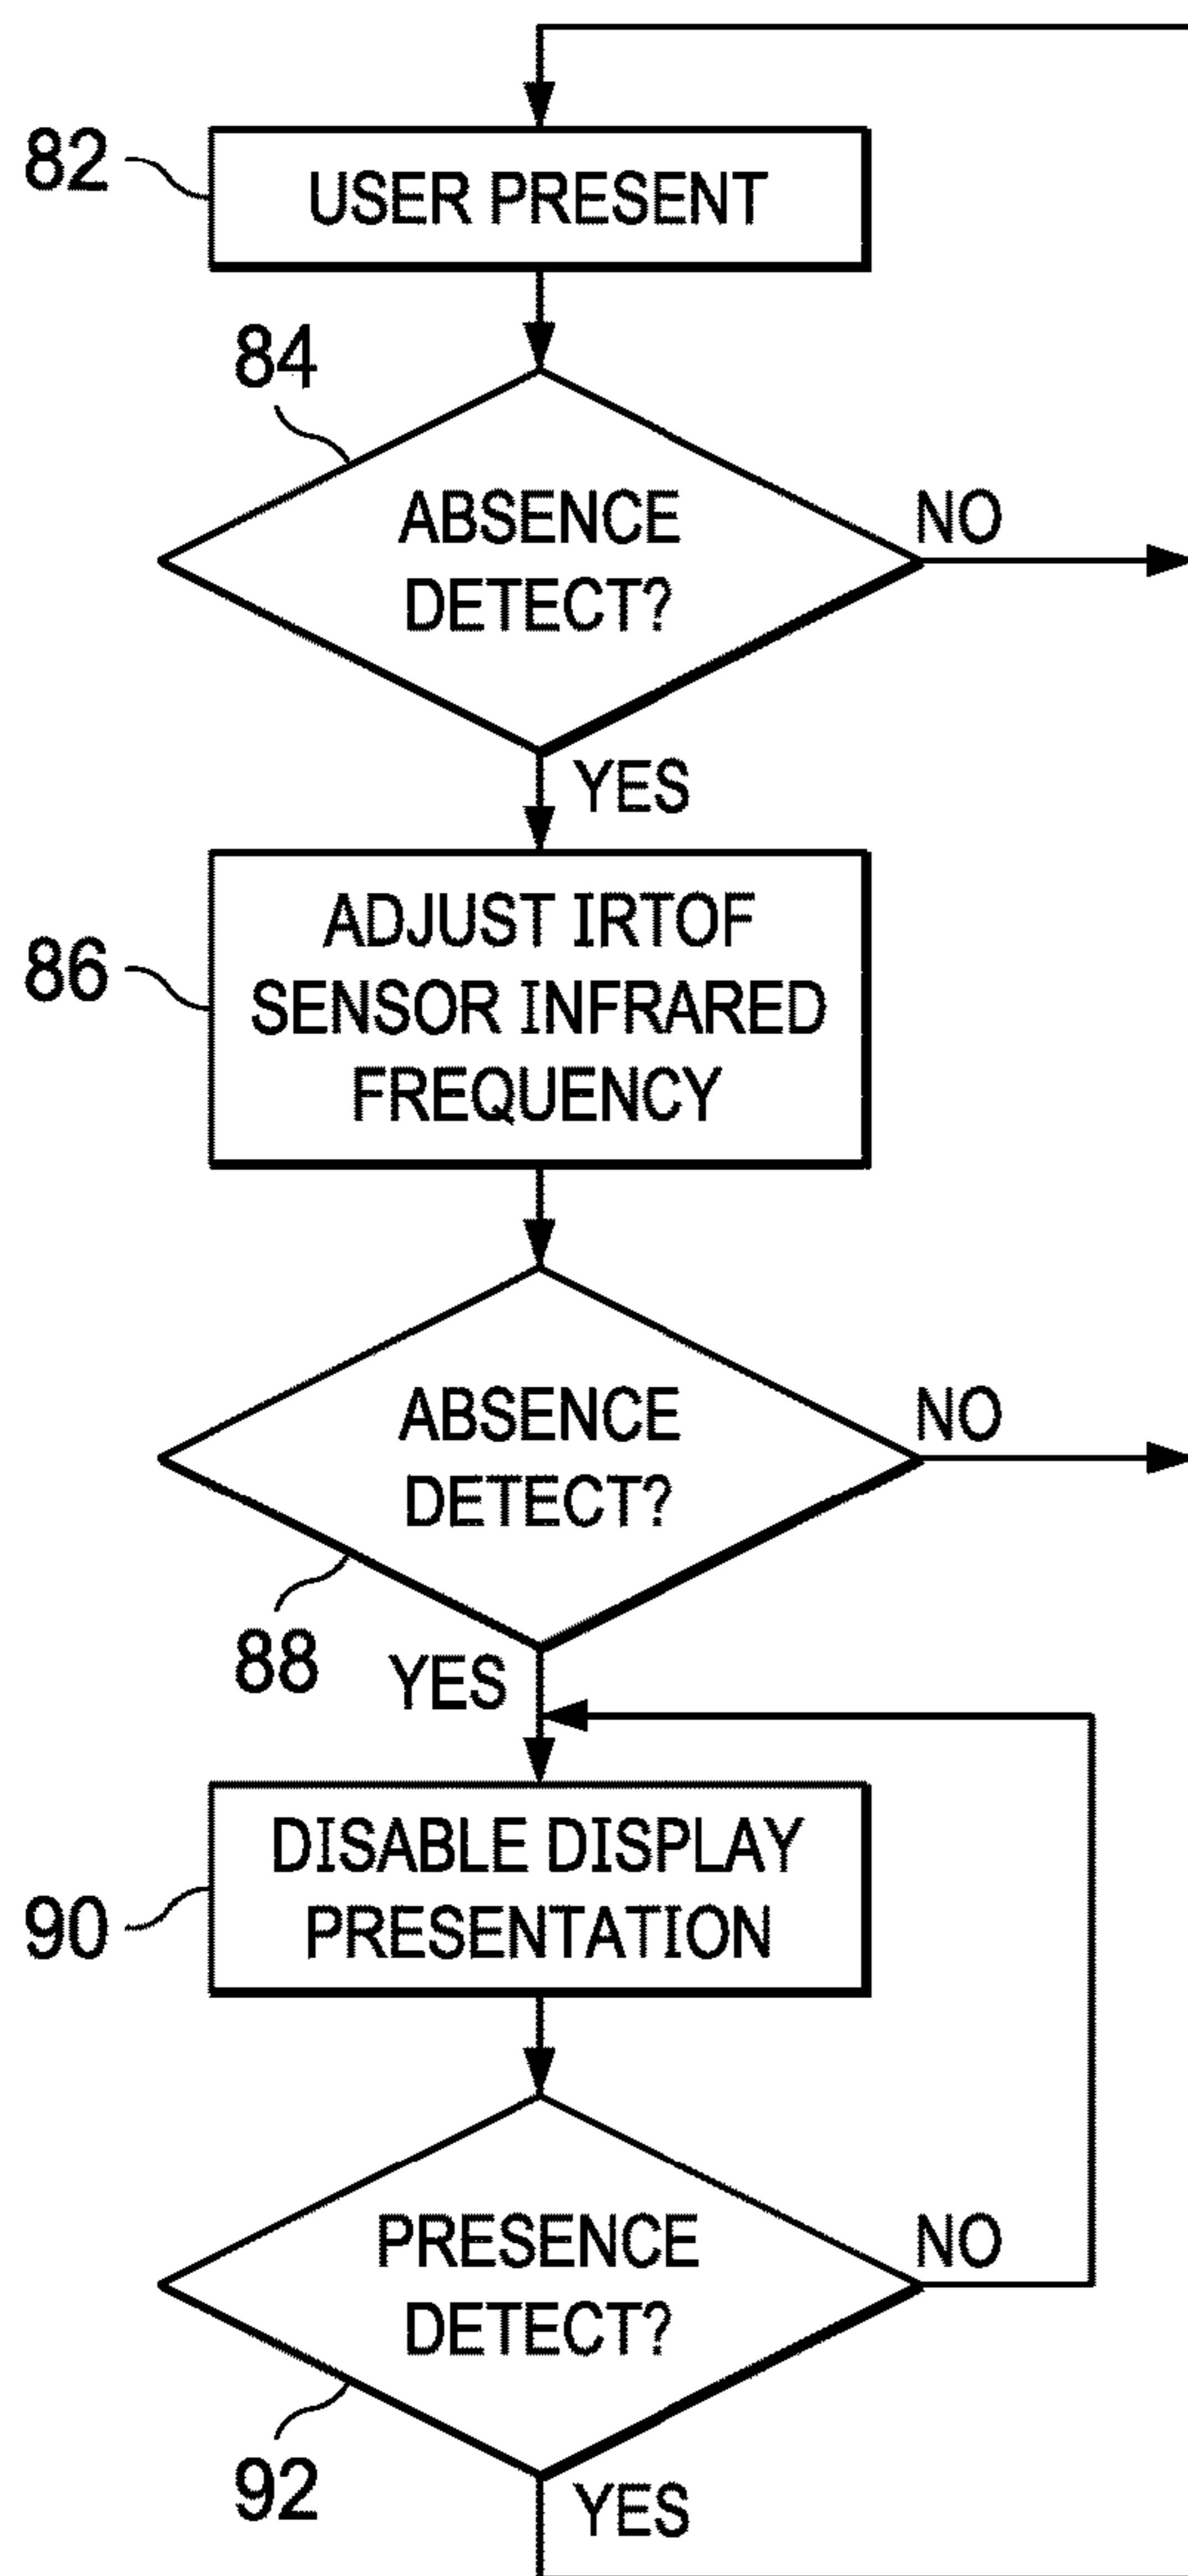 82
USER PRESENT
84
ABSENCE
DETECT?
NO
YES
86
ADJUST IRTOF
SENSOR INFRARED
FREQUENCY
ABSENCE
DETECT?
NO
88
YES
90
DISABLE DISPLAY
PRESENTATION
PRESENCE
DETECT?
NO
92
YES